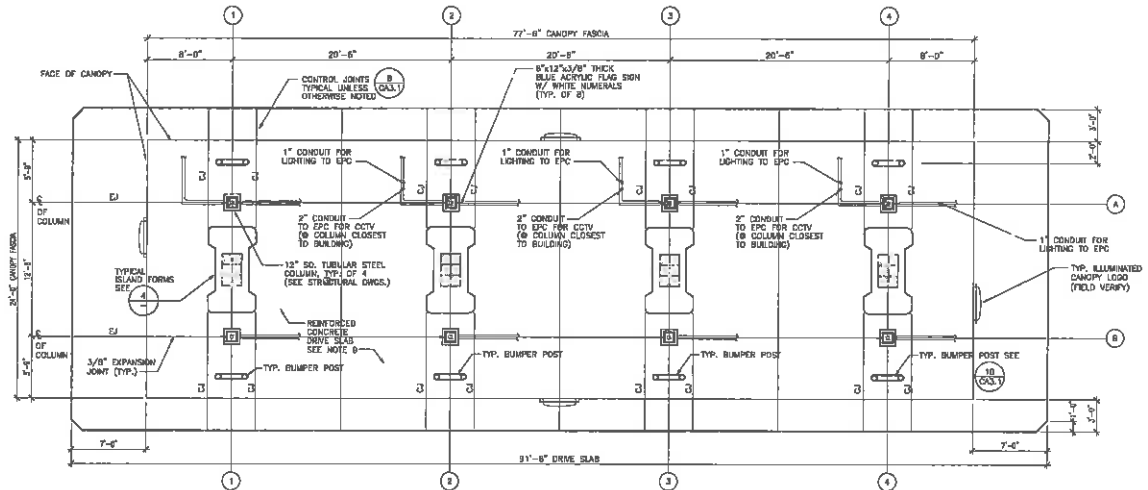 1
2
3
4
77'-6" CANOPY FASCIA
8'-0"
20'-6"
20'-6"
20'-6"
8'-0"
FACE OF CANOPY
CONTROL JOINTS
TYPICAL UNLESS
OTHERWISE NOTED
B
CA3.1
8"x12"x3/8" THICK
BLUE ACRYLIC FLAG SIGN
W/ WHITE NUMERALS
(TYP. OF 8)
3'-0"
2'-0"
1" CONDUIT FOR
LIGHTING TO EPC
1" CONDUIT FOR
LIGHTING TO EPC
1" CONDUIT FOR
LIGHTING TO EPC
EJ
OF
COLUMN
A
2" CONDUIT
TO EPC FOR CCTV
(@ COLUMN CLOSEST
TO BUILDING)
2" CONDUIT
TO EPC FOR CCTV
(@ COLUMN CLOSEST
TO BUILDING)
2" CONDUIT
TO EPC FOR CCTV
(@ COLUMN CLOSEST
TO BUILDING)
1" CONDUIT FOR
LIGHTING TO EPC
24'-0" CANOPY FASCIA
TYPICAL
ISLAND FORMS
SEE
4
12" SQ. TUBULAR STEEL
COLUMN, TYP. OF 4
(SEE STRUCTURAL DWGS.)
TYP. ILLUMINATED
CANOPY LOGO
(FIELD VERIFY)
REINFORCED
CONCRETE
DRIVE SLAB
SEE NOTE 8
EJ
OF
COLUMN
B
3/8" EXPANSION
JOINT (TYP.)
TYP. BUMPER POST
TYP. BUMPER POST
TYP. BUMPER POST
TYP. BUMPER POST SEE
10
CA3.1
3'-0"
7'-6"
7'-6"
91'-6" DRIVE SLAB
1
2
3
4